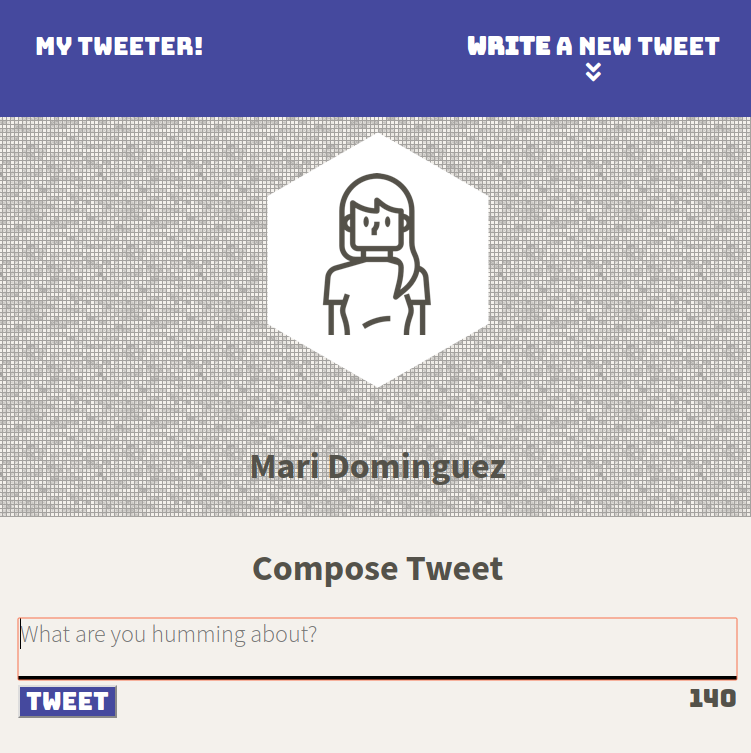 MY TWEETER!
WRITE A NEW TWEET
Mari Dominguez
Compose Tweet
What are you humming about?
TWEET
140